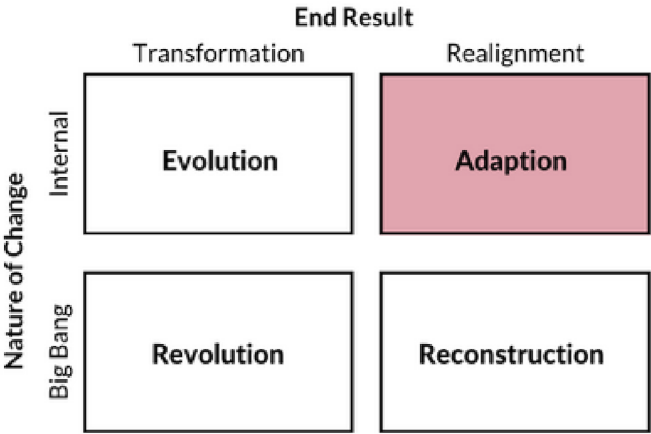 End Result
Transformation Realignment
Nature of Change
Internal
Evolution Adaption
Big Bang
Revolution Reconstruction